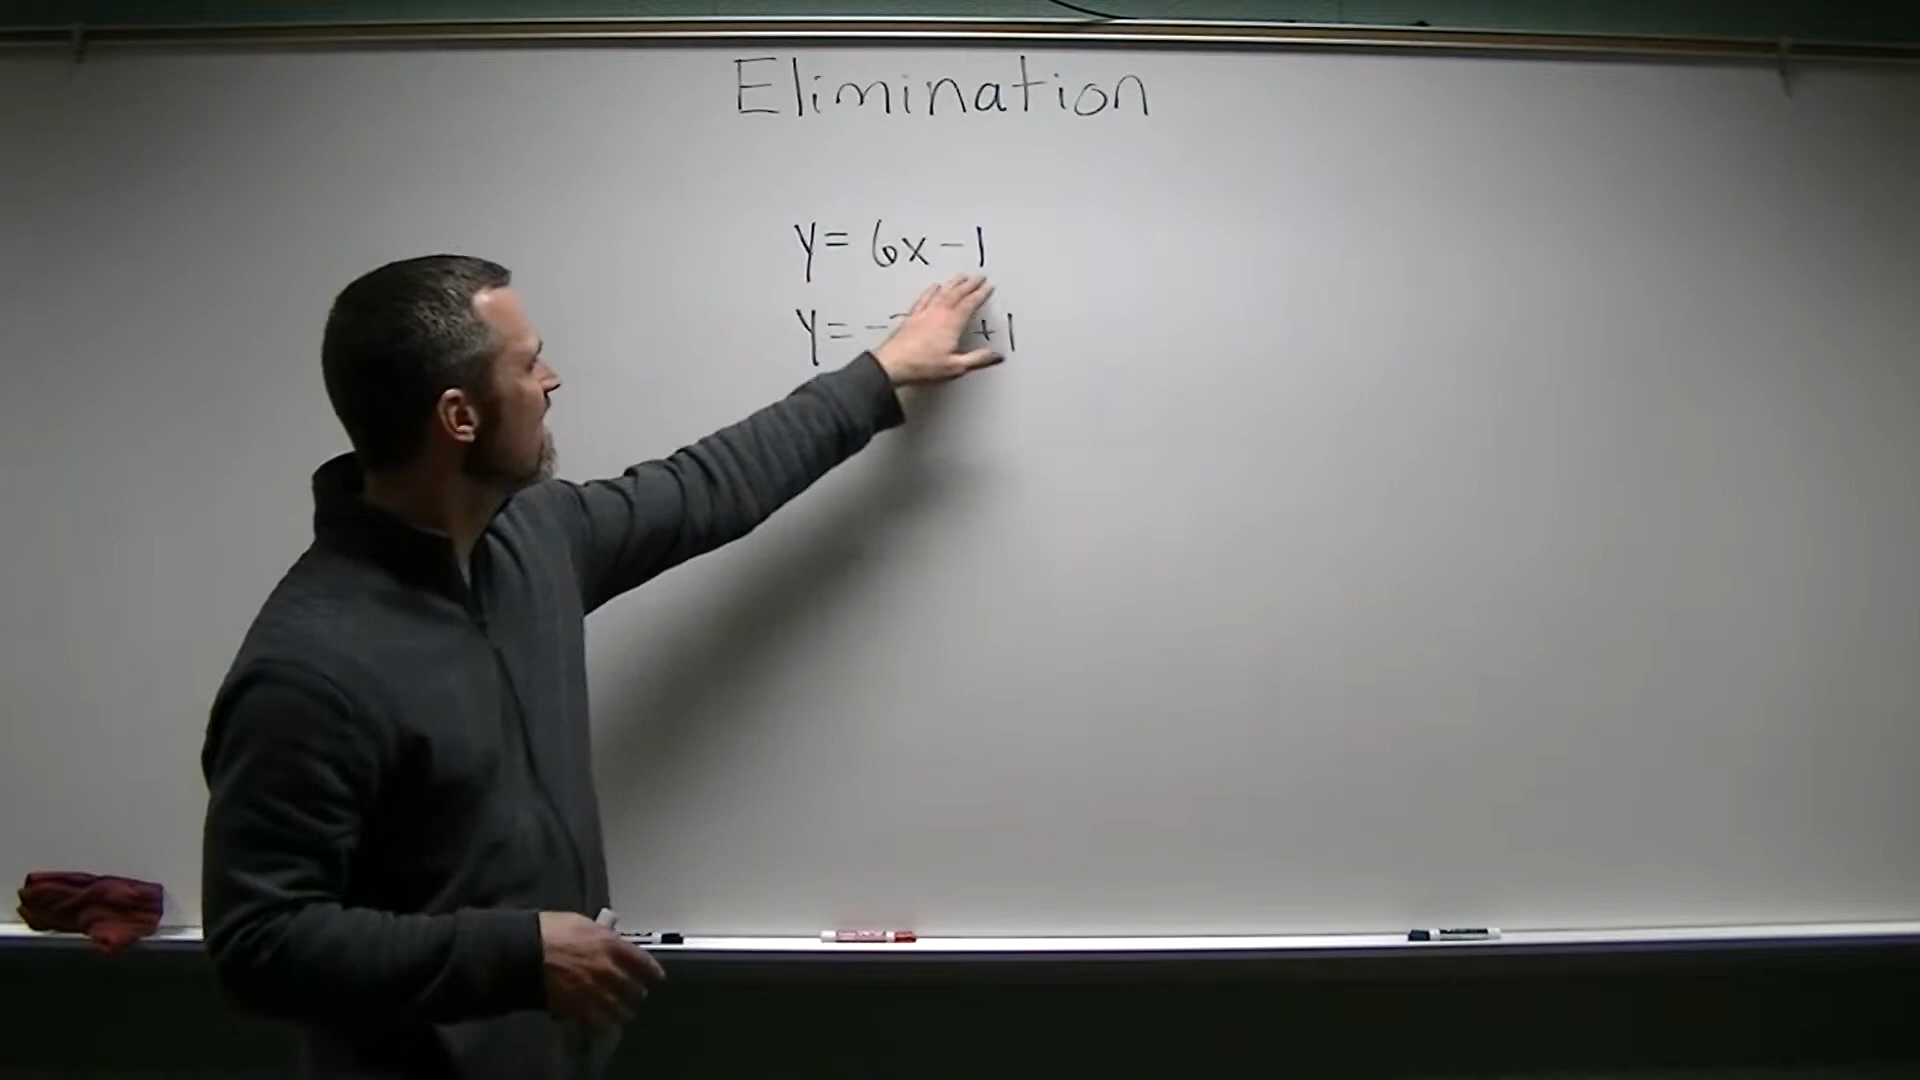 Elimination
y = 6x - 1
y = - +1